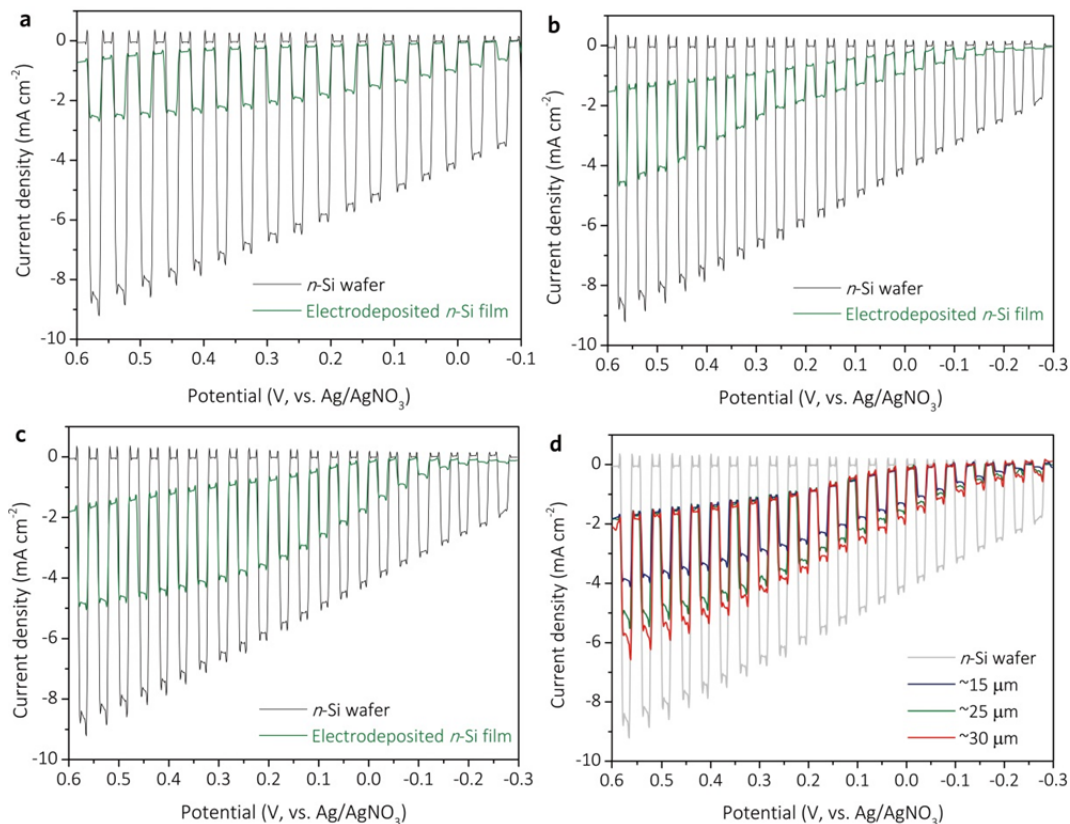 a
0
-2
-4
-6
-8
-10
Current density (mA cm⁻²)
n-Si wafer
Electrodeposited n-Si film
0.6 0.5 0.4 0.3 0.2 0.1 0.0 -0.1
Potential (V, vs. Ag/AgNO₃)
b
0
-2
-4
-6
-8
-10
Current density (mA cm⁻²)
n-Si wafer
Electrodeposited n-Si film
0.6 0.5 0.4 0.3 0.2 0.1 0.0 -0.1 -0.2 -0.3
Potential (V, vs. Ag/AgNO₃)
c
0
-2
-4
-6
-8
-10
Current density (mA cm⁻²)
n-Si wafer
Electrodeposited n-Si film
0.6 0.5 0.4 0.3 0.2 0.1 0.0 -0.1 -0.2 -0.3
Potential (V, vs. Ag/AgNO₃)
d
0
-2
-4
-6
-8
-10
Current density (mA cm⁻²)
n-Si wafer
~15 μm
~25 μm
~30 μm
0.6 0.5 0.4 0.3 0.2 0.1 0.0 -0.1 -0.2 -0.3
Potential (V, vs. Ag/AgNO₃)